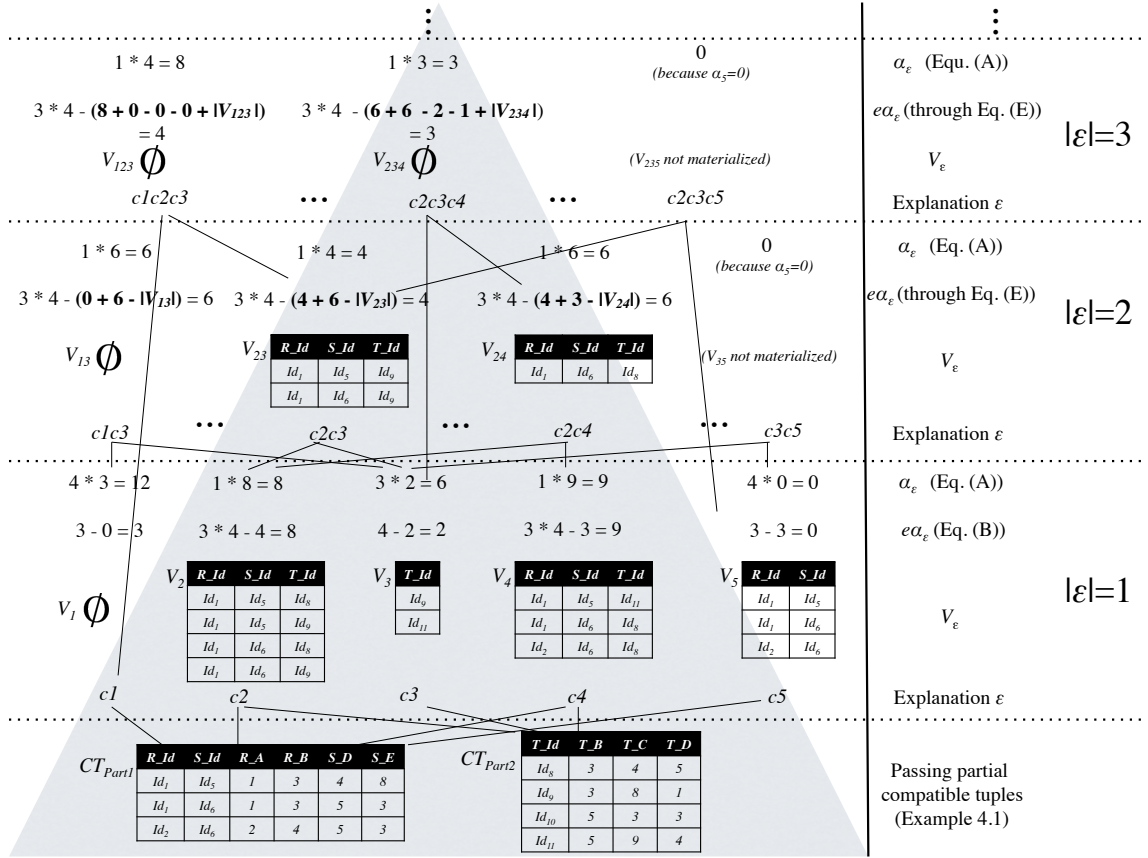 ⋮ ⋮
1 * 4 = 8 1 * 3 = 3 0 α_ε (Equ. (A))
(because α5=0)
3 * 4 - (8 + 0 - 0 - 0 + |V123|) 3 * 4 - (6 + 6 - 2 - 1 + |V234|) eα_ε (through Eq. (E)) |ε|=3
= 4 = 3
V123 ∅ V234 ∅ (V235 not materialized) V_ε
c1c2c3 ... c2c3c4 ... c2c3c5 Explanation ε
1 * 6 = 6 1 * 4 = 4 1 * 6 = 6 0 α_ε (Eq. (A))
(because α5=0)
3 * 4 - (0 + 6 - |V13|) = 6 3 * 4 - (4 + 6 - |V23|) = 4 3 * 4 - (4 + 3 - |V24|) = 6 eα_ε (through Eq. (E)) |ε|=2
V13 ∅ V23 R_Id S_Id T_Id V24 R_Id S_Id T_Id (V35 not materialized) V_ε
Id1 Id5 Id9 Id1 Id6 Id8
Id1 Id6 Id9
... ... ...
c1c3 c2c3 c2c4 c3c5 Explanation ε
4 * 3 = 12 1 * 8 = 8 3 * 2 = 6 1 * 9 = 9 4 * 0 = 0 α_ε (Eq. (A))
3 - 0 = 3 3 * 4 - 4 = 8 4 - 2 = 2 3 * 4 - 3 = 9 3 - 3 = 0 eα_ε (Eq. (B))
V2 R_Id S_Id T_Id V3 T_Id V4 R_Id S_Id T_Id V5 R_Id S_Id |ε|=1
Id1 Id5 Id8 Id9 Id1 Id5 Id11 Id1 Id5
V1 ∅ Id1 Id5 Id9 Id11 Id1 Id6 Id8 Id1 Id6 V_ε
Id1 Id6 Id8 Id2 Id6 Id8 Id2 Id6
Id1 Id6 Id9
c1 c2 c3 c4 c5 Explanation ε
CTPart1 R_Id S_Id R_A R_B S_D S_E CTPart2 T_Id T_B T_C T_D
Id1 Id5 1 3 4 8 Id8 3 4 5 Passing partial
Id1 Id6 1 3 5 3 Id9 3 8 1 compatible tuples
Id2 Id6 2 4 5 3 Id10 5 3 3 (Example 4.1)
Id11 5 9 4